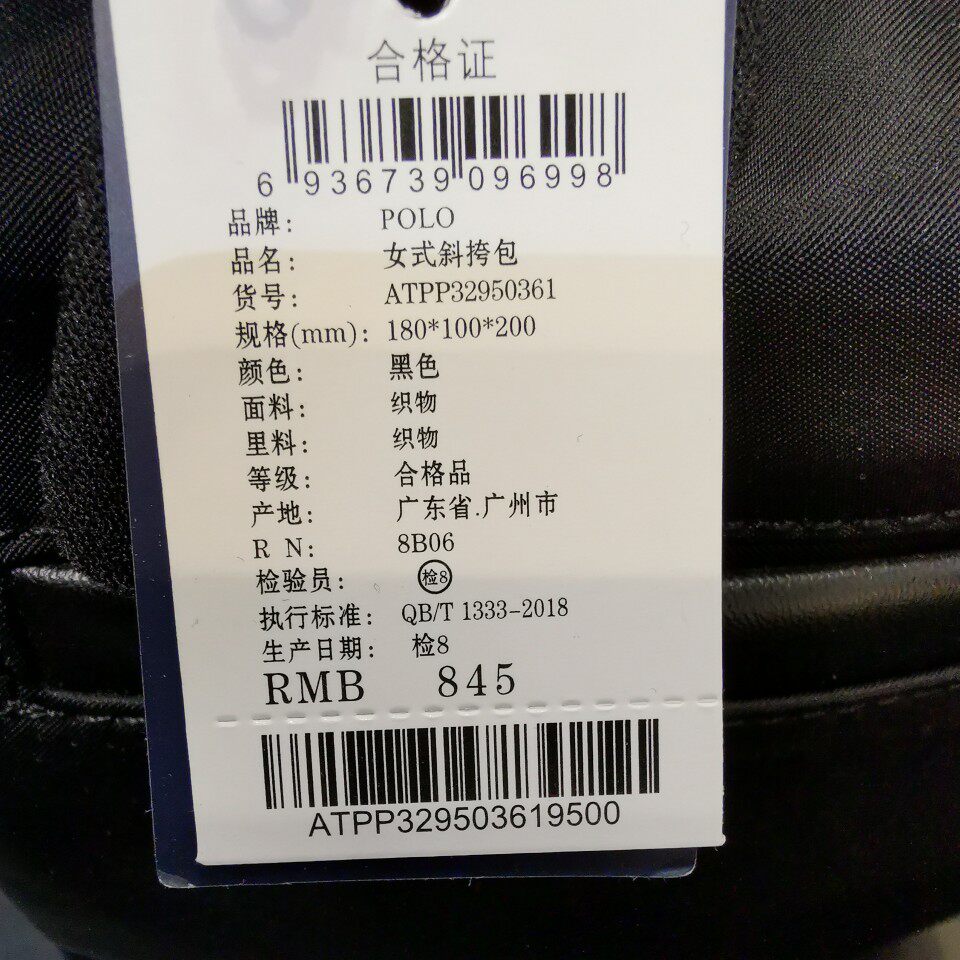 合格证
6 936739 096998
品牌: POLO
品名: 女式斜挎包
货号: ATPP32950361
规格(mm): 180*100*200
颜色: 黑色
面料: 织物
里料: 织物
等级: 合格品
产地: 广东省.广州市
R N: 8B06
检验员: 检8
执行标准: QB/T 1333-2018
生产日期: 检8
RMB 845
ATPP329503619500